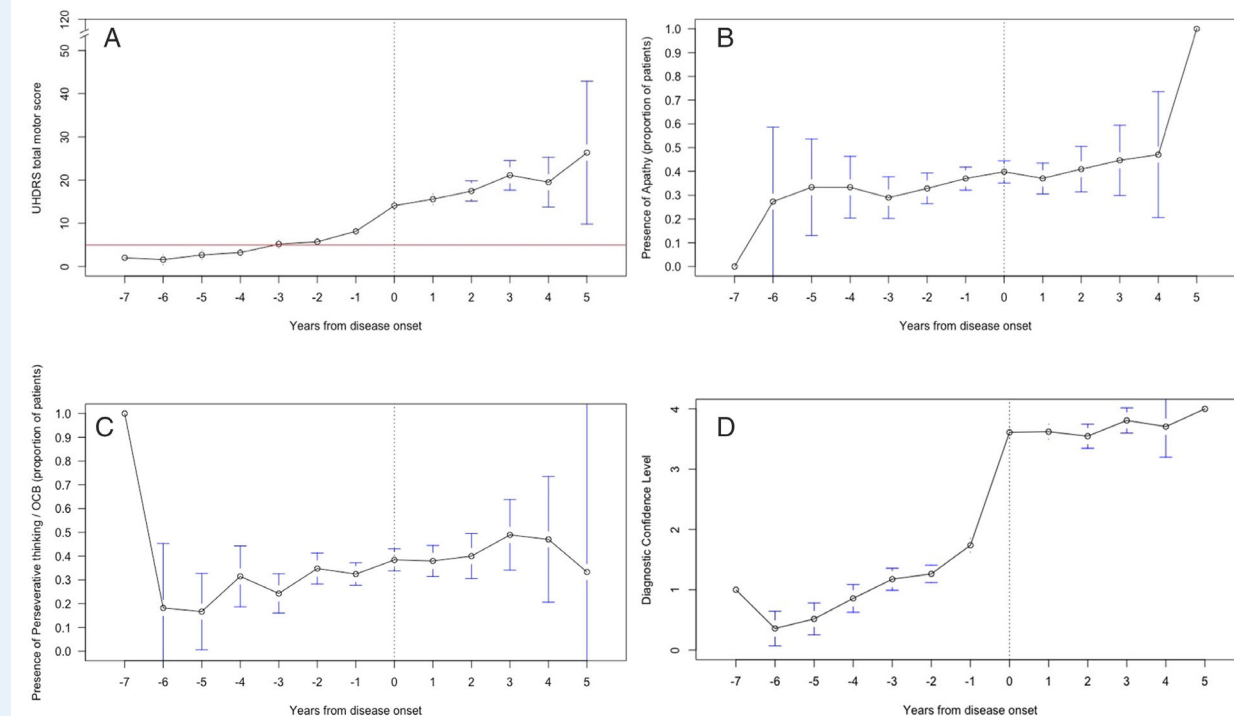 A
UHDRS total motor score
120
50
40
30
20
10
0
-7 -6 -5 -4 -3 -2 -1 0 1 2 3 4 5
Years from disease onset
B
Presence of Apathy (proportion of patients)
1.0
0.9
0.8
0.7
0.6
0.5
0.4
0.3
0.2
0.1
0.0
-7 -6 -5 -4 -3 -2 -1 0 1 2 3 4 5
Years from disease onset
C
Presence of Perseverative thinking / OCB (proportion of patients)
1.0
0.9
0.8
0.7
0.6
0.5
0.4
0.3
0.2
0.1
0.0
-7 -6 -5 -4 -3 -2 -1 0 1 2 3 4 5
Years from disease onset
D
Diagnostic Confidence Level
4
3
2
1
0
-7 -6 -5 -4 -3 -2 -1 0 1 2 3 4 5
Years from disease onset